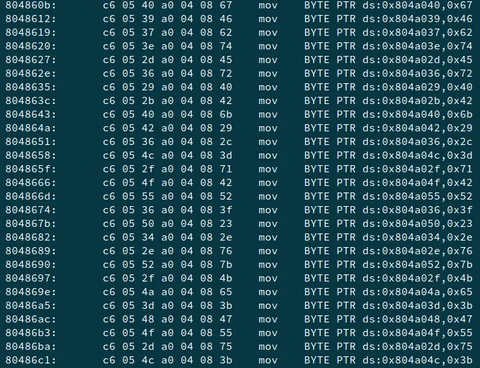 804860b: c6 05 40 a0 04 08 67 mov BYTE PTR ds:0x804a040,0x67
8048612: c6 05 39 a0 04 08 46 mov BYTE PTR ds:0x804a039,0x46
8048619: c6 05 37 a0 04 08 62 mov BYTE PTR ds:0x804a037,0x62
8048620: c6 05 3e a0 04 08 74 mov BYTE PTR ds:0x804a03e,0x74
8048627: c6 05 2d a0 04 08 45 mov BYTE PTR ds:0x804a02d,0x45
804862e: c6 05 36 a0 04 08 72 mov BYTE PTR ds:0x804a036,0x72
8048635: c6 05 29 a0 04 08 40 mov BYTE PTR ds:0x804a029,0x40
804863c: c6 05 2b a0 04 08 42 mov BYTE PTR ds:0x804a02b,0x42
8048643: c6 05 40 a0 04 08 6b mov BYTE PTR ds:0x804a040,0x6b
804864a: c6 05 42 a0 04 08 29 mov BYTE PTR ds:0x804a042,0x29
8048651: c6 05 36 a0 04 08 2c mov BYTE PTR ds:0x804a036,0x2c
8048658: c6 05 4c a0 04 08 3d mov BYTE PTR ds:0x804a04c,0x3d
804865f: c6 05 2f a0 04 08 71 mov BYTE PTR ds:0x804a02f,0x71
8048666: c6 05 4f a0 04 08 42 mov BYTE PTR ds:0x804a04f,0x42
804866d: c6 05 55 a0 04 08 52 mov BYTE PTR ds:0x804a055,0x52
8048674: c6 05 36 a0 04 08 3f mov BYTE PTR ds:0x804a036,0x3f
804867b: c6 05 50 a0 04 08 23 mov BYTE PTR ds:0x804a050,0x23
8048682: c6 05 34 a0 04 08 2e mov BYTE PTR ds:0x804a034,0x2e
8048689: c6 05 2e a0 04 08 76 mov BYTE PTR ds:0x804a02e,0x76
8048690: c6 05 52 a0 04 08 7b mov BYTE PTR ds:0x804a052,0x7b
8048697: c6 05 2f a0 04 08 4b mov BYTE PTR ds:0x804a02f,0x4b
804869e: c6 05 4a a0 04 08 65 mov BYTE PTR ds:0x804a04a,0x65
80486a5: c6 05 3d a0 04 08 3b mov BYTE PTR ds:0x804a03d,0x3b
80486ac: c6 05 48 a0 04 08 47 mov BYTE PTR ds:0x804a048,0x47
80486b3: c6 05 4f a0 04 08 55 mov BYTE PTR ds:0x804a04f,0x55
80486ba: c6 05 2d a0 04 08 75 mov BYTE PTR ds:0x804a02d,0x75
80486c1: c6 05 4c a0 04 08 3b mov BYTE PTR ds:0x804a04c,0x3b